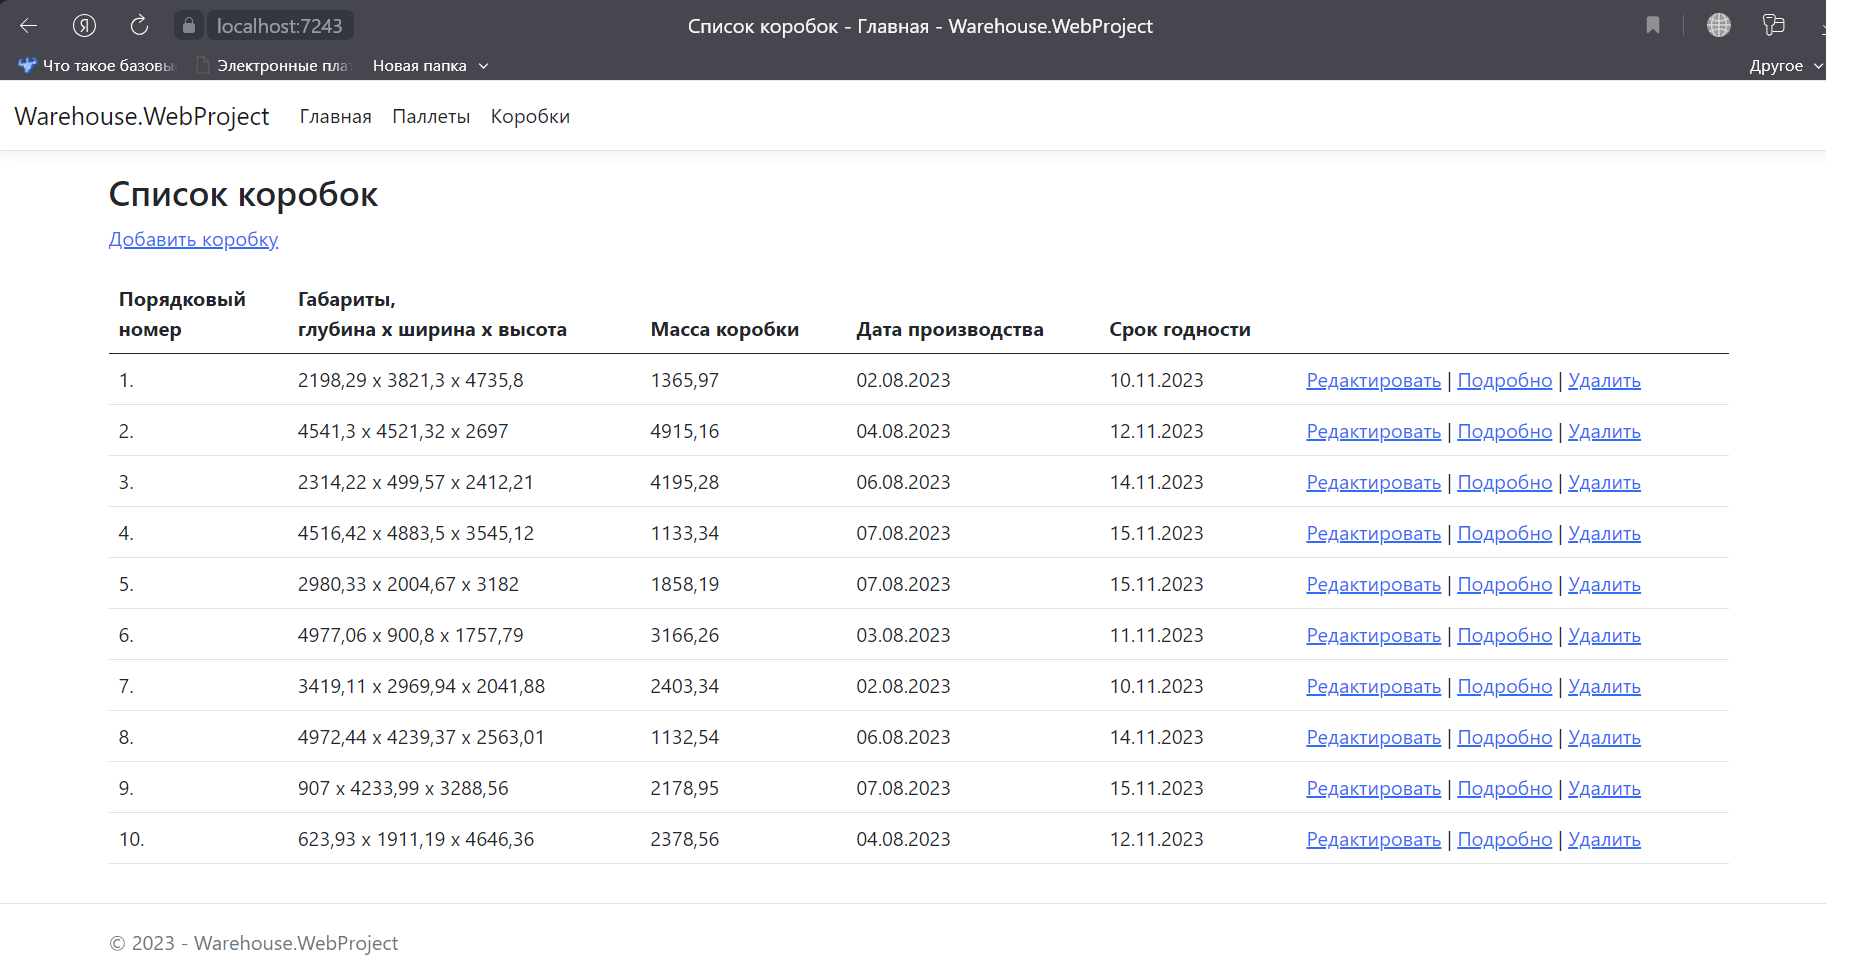 localhost:7243
Список коробок - Главная - Warehouse.WebProject
Что такое базовы
Электронные плат
Новая папка
Другое
Warehouse.WebProject Главная Паллеты Коробки
Список коробок
Добавить коробку
Порядковый номер
Габариты,
глубина x ширина x высота
Масса коробки
Дата производства
Срок годности
1. 2198,29 x 3821,3 x 4735,8 1365,97 02.08.2023 10.11.2023 Редактировать | Подробно | Удалить
2. 4541,3 x 4521,32 x 2697 4915,16 04.08.2023 12.11.2023 Редактировать | Подробно | Удалить
3. 2314,22 x 499,57 x 2412,21 4195,28 06.08.2023 14.11.2023 Редактировать | Подробно | Удалить
4. 4516,42 x 4883,5 x 3545,12 1133,34 07.08.2023 15.11.2023 Редактировать | Подробно | Удалить
5. 2980,33 x 2004,67 x 3182 1858,19 07.08.2023 15.11.2023 Редактировать | Подробно | Удалить
6. 4977,06 x 900,8 x 1757,79 3166,26 03.08.2023 11.11.2023 Редактировать | Подробно | Удалить
7. 3419,11 x 2969,94 x 2041,88 2403,34 02.08.2023 10.11.2023 Редактировать | Подробно | Удалить
8. 4972,44 x 4239,37 x 2563,01 1132,54 06.08.2023 14.11.2023 Редактировать | Подробно | Удалить
9. 907 x 4233,99 x 3288,56 2178,95 07.08.2023 15.11.2023 Редактировать | Подробно | Удалить
10. 623,93 x 1911,19 x 4646,36 2378,56 04.08.2023 12.11.2023 Редактировать | Подробно | Удалить
© 2023 - Warehouse.WebProject